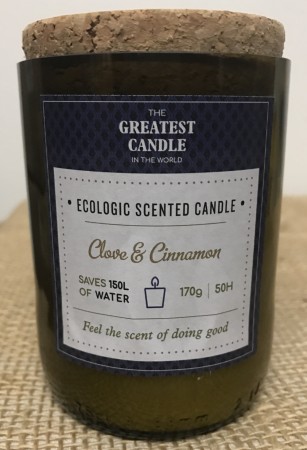 THE
GREATEST
CANDLE
IN THE WORLD
• ECOLOGIC SCENTED CANDLE •
Clove & Cinnamon
SAVES 150L
OF WATER
170g | 50H
Feel the scent of doing good